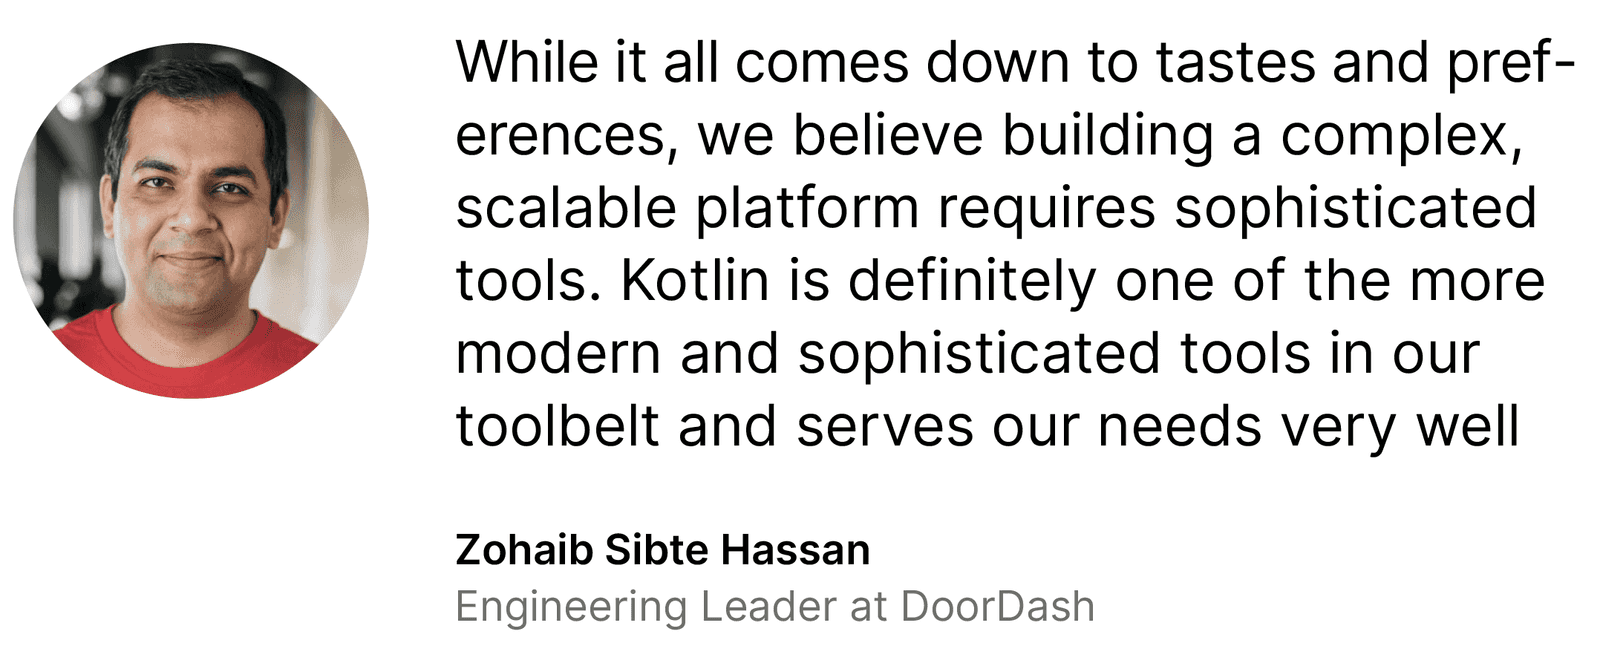 While it all comes down to tastes and pref-
erences, we believe building a complex,
scalable platform requires sophisticated
tools. Kotlin is definitely one of the more
modern and sophisticated tools in our
toolbelt and serves our needs very well
Zohaib Sibte Hassan
Engineering Leader at DoorDash